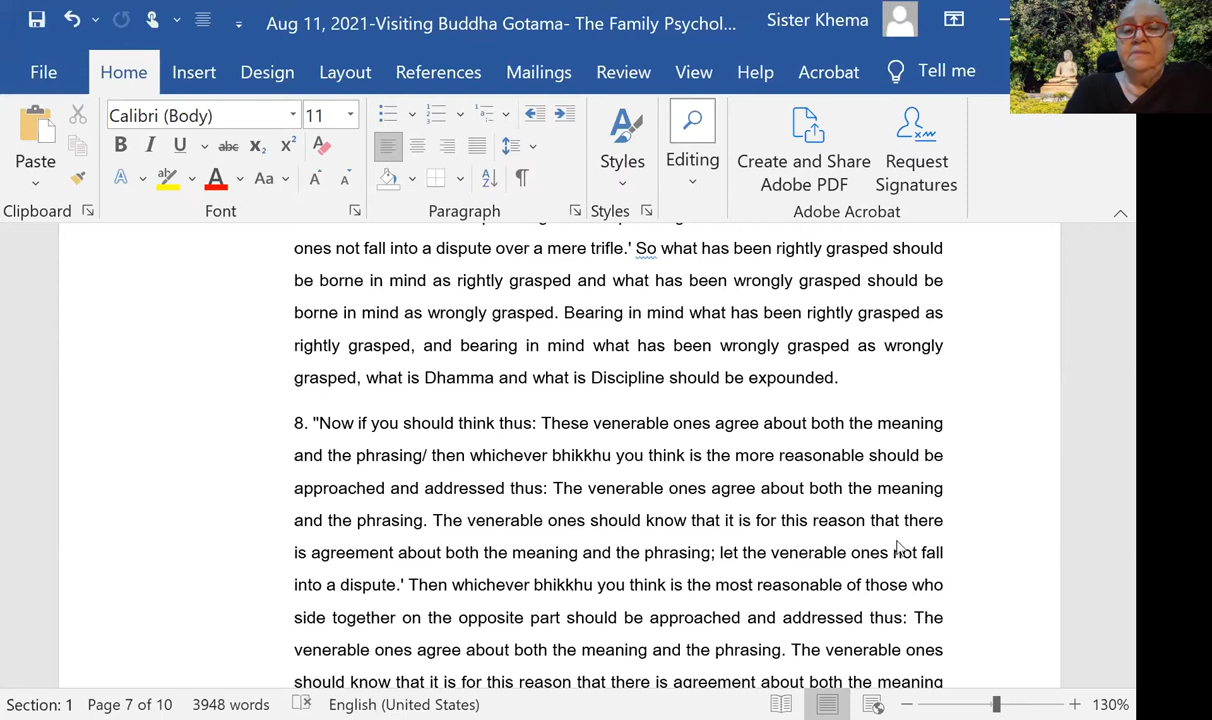 Aug 11, 2021-Visiting Buddha Gotama- The Family Psychol...
Sister Khema
File Home Insert Design Layout References Mailings Review View Help Acrobat Tell me
Calibri (Body) 11
Paste
Styles
Editing
Create and Share
Adobe PDF
Request
Signatures
Clipboard Font Paragraph Styles Adobe Acrobat
ones not fall into a dispute over a mere trifle.' So what has been rightly grasped should
be borne in mind as rightly grasped and what has been wrongly grasped should be
borne in mind as wrongly grasped. Bearing in mind what has been rightly grasped as
rightly grasped, and bearing in mind what has been wrongly grasped as wrongly
grasped, what is Dhamma and what is Discipline should be expounded.
8. "Now if you should think thus: These venerable ones agree about both the meaning
and the phrasing/ then whichever bhikkhu you think is the more reasonable should be
approached and addressed thus: The venerable ones agree about both the meaning
and the phrasing. The venerable ones should know that it is for this reason that there
is agreement about both the meaning and the phrasing; let the venerable ones not fall
into a dispute.' Then whichever bhikkhu you think is the most reasonable of those who
side together on the opposite part should be approached and addressed thus: The
venerable ones agree about both the meaning and the phrasing. The venerable ones
should know that it is for this reason that there is agreement about both the meaning
Section: 1 Page 7 of 10 3948 words English (United States) 130%